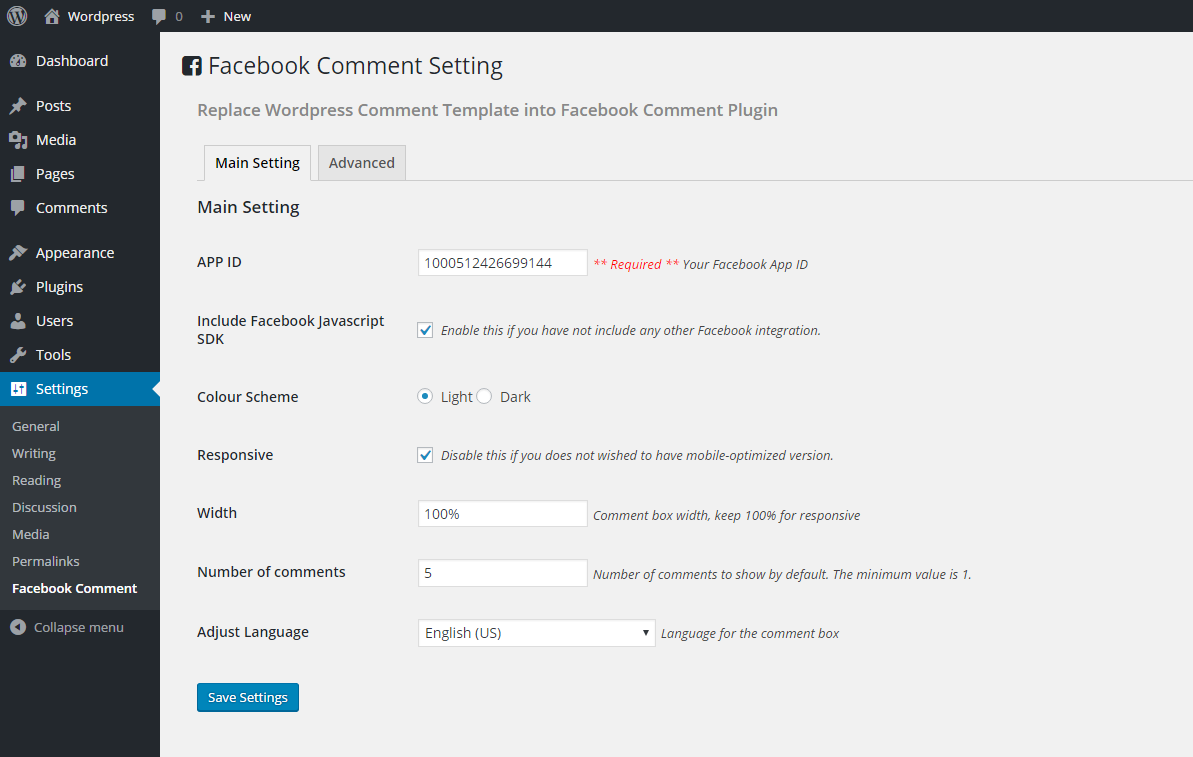 Wordpress 0 New
Dashboard
Posts
Media
Pages
Comments
Appearance
Plugins
Users
Tools
Settings
General
Writing
Reading
Discussion
Media
Permalinks
Facebook Comment
Collapse menu
Facebook Comment Setting
Replace Wordpress Comment Template into Facebook Comment Plugin
Main Setting Advanced
Main Setting
APP ID 1000512426699144 ** Required ** Your Facebook App ID
Include Facebook Javascript
SDK
Enable this if you have not include any other Facebook integration.
Colour Scheme Light Dark
Responsive Disable this if you does not wished to have mobile-optimized version.
Width 100% Comment box width, keep 100% for responsive
Number of comments 5 Number of comments to show by default. The minimum value is 1.
Adjust Language English (US) Language for the comment box
Save Settings